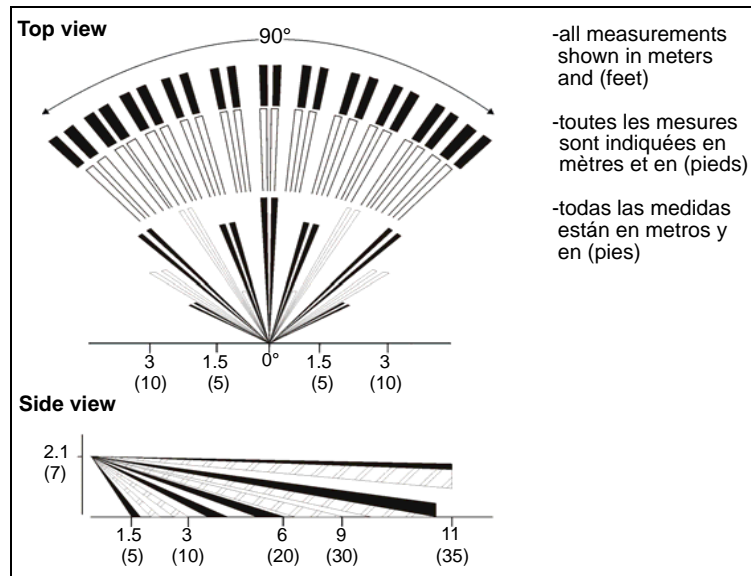 Top view
90°
-all measurements
shown in meters
and (feet)
-toutes les mesures
sont indiquées en
mètres et en (pieds)
-todas las medidas
están en metros y
en (pies)
3 1.5 0° 1.5 3
(10) (5) (5) (10)
Side view
2.1
(7)
1.5 3 6 9 11
(5) (10) (20) (30) (35)